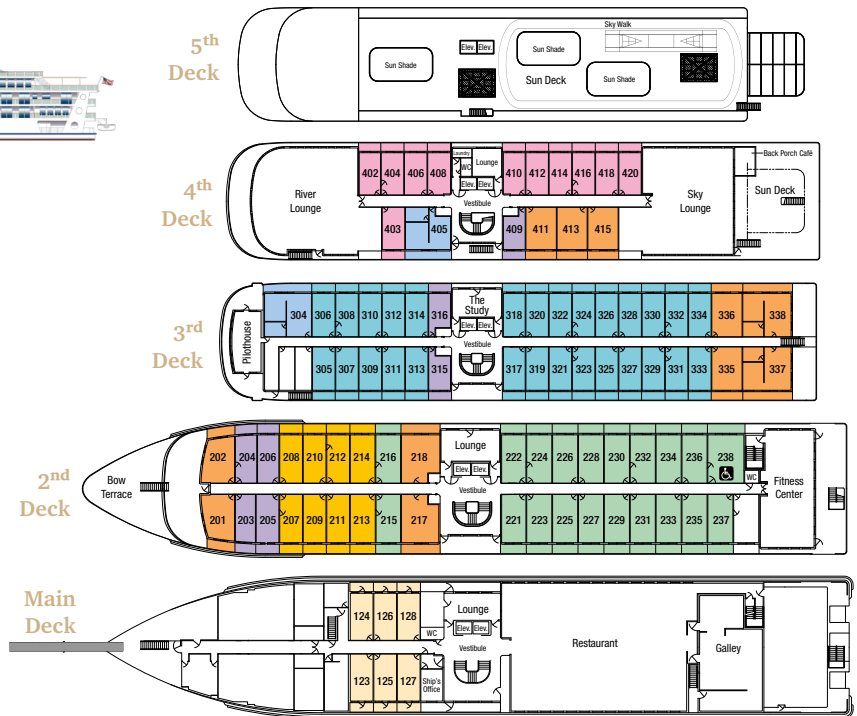 5th
Deck
Sky Walk
Sun Shade
Elev. Elev.
Sun Shade
Sun Deck
Sun Shade
4th
Deck
River
Lounge
402 404 406 408
Laundry
WC
Lounge
Elev. Elev.
Vestibule
410 412 414 416 418 420
403 405
409 411 413 415
Sky
Lounge
Back Porch Café
Sun Deck
3rd
Deck
Pilothouse
304 306 308 310 312 314 316
The
Study
Elev. Elev.
Vestibule
318 320 322 324 326 328 330 332 334 336 338
305 307 309 311 313 315
317 319 321 323 325 327 329 331 333 335 337
2nd
Deck
Bow
Terrace
202 204 206 208 210 212 214 216 218
Lounge
Elev. Elev.
Vestibule
222 224 226 228 230 232 234 236 238
WC
Fitness
Center
201 203 205 207 209 211 213 215 217
221 223 225 227 229 231 233 235 237
Main
Deck
124 126 128
WC
Lounge
Elev. Elev.
Vestibule
123 125 127
Ship's
Office
Restaurant
Galley